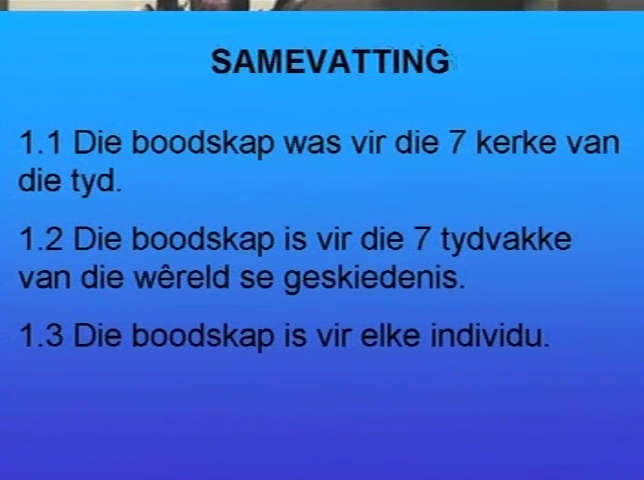 SAMEVATTING
1.1 Die boodskap was vir die 7 kerke van
die tyd.
1.2 Die boodskap is vir die 7 tydvakke
van die wêreld se geskiedenis.
1.3 Die boodskap is vir elke individu.